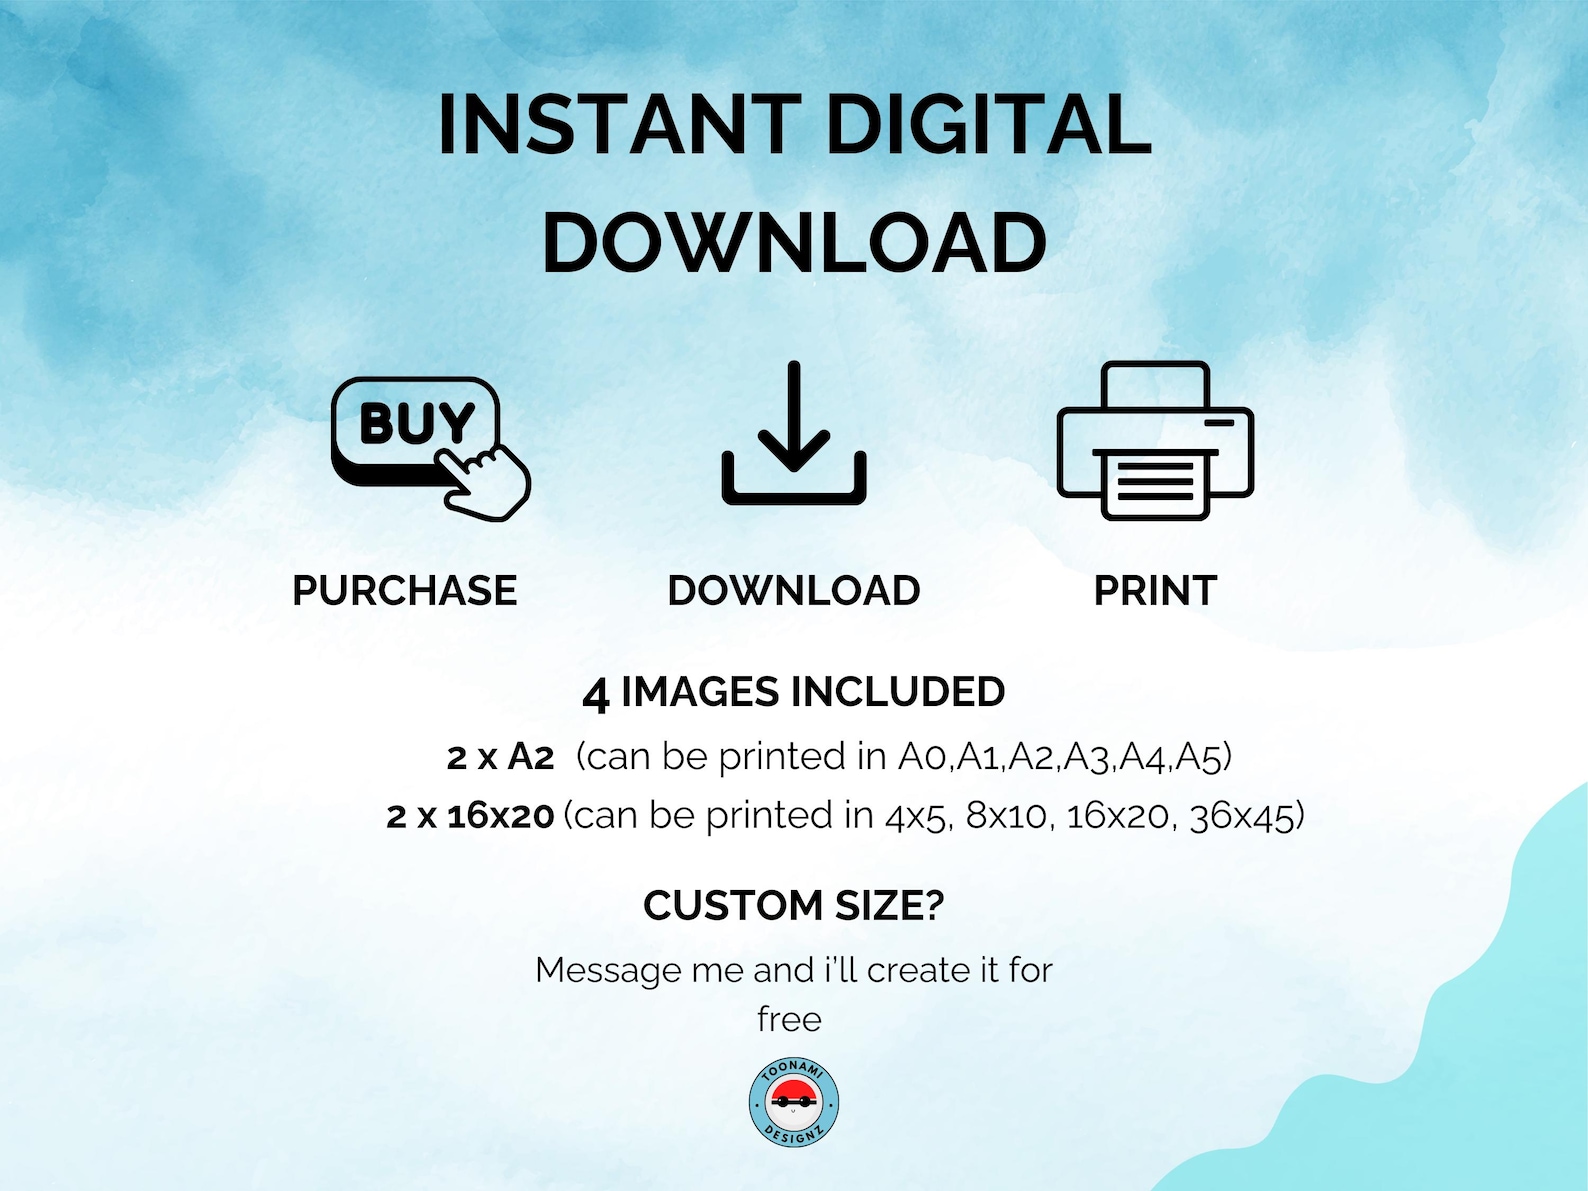 INSTANT DIGITAL
DOWNLOAD
BUY
PURCHASE
DOWNLOAD
PRINT
4 IMAGES INCLUDED
2 x A2 (can be printed in A0,A1,A2,A3,A4,A5)
2 x 16x20 (can be printed in 4x5, 8x10, 16x20, 36x45)
CUSTOM SIZE?
Message me and i'll create it for
free
TOONAMI
DESIGNZ